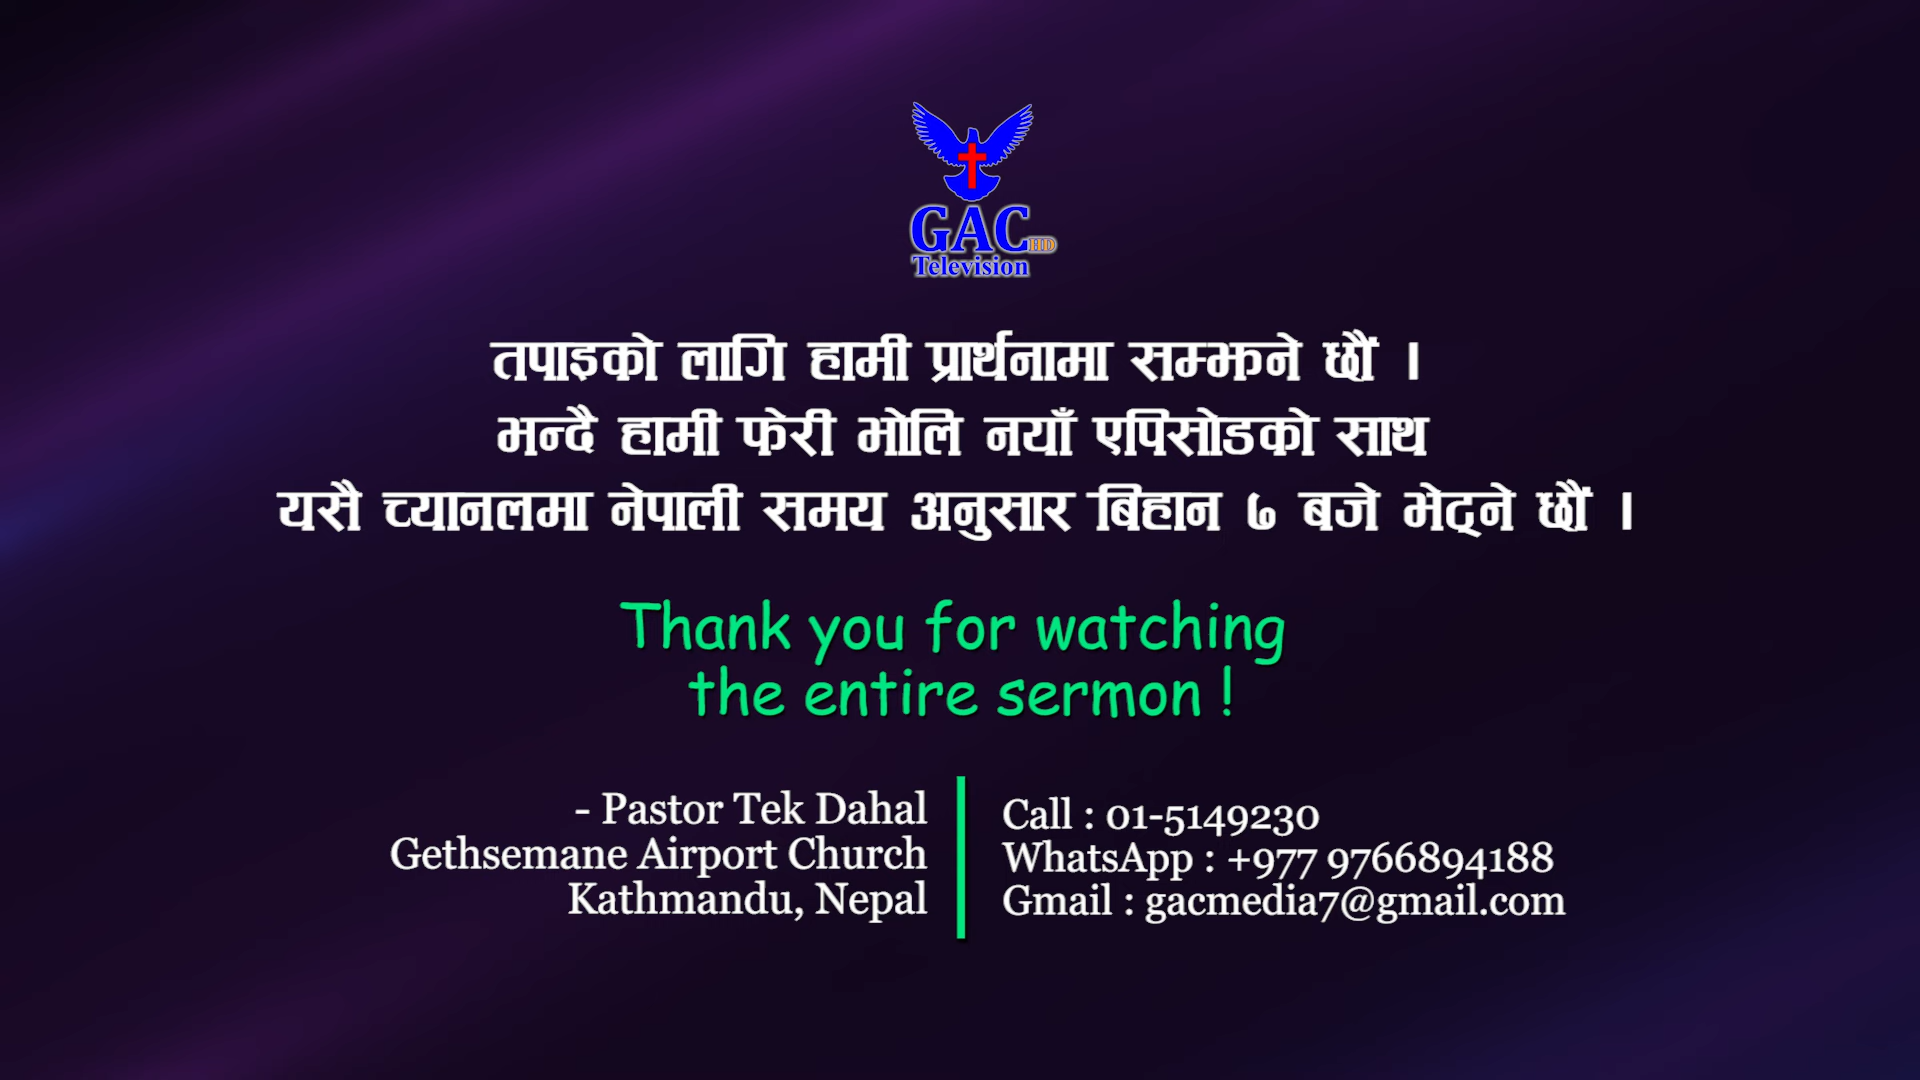 GAC HD
Television
तपाइको लागि हामी प्रार्थनामा सम्झने छौं ।
भन्दै हामी फेरी भोलि नयाँ एपिसोडको साथ
यसै च्यानलमा नेपाली समय अनुसार बिहान ७ बजे भेट्ने छौं ।
Thank you for watching
the entire sermon !
- Pastor Tek Dahal
Gethsemane Airport Church
Kathmandu, Nepal
Call : 01-5149230
WhatsApp : +977 9766894188
Gmail : gacmedia7@gmail.com